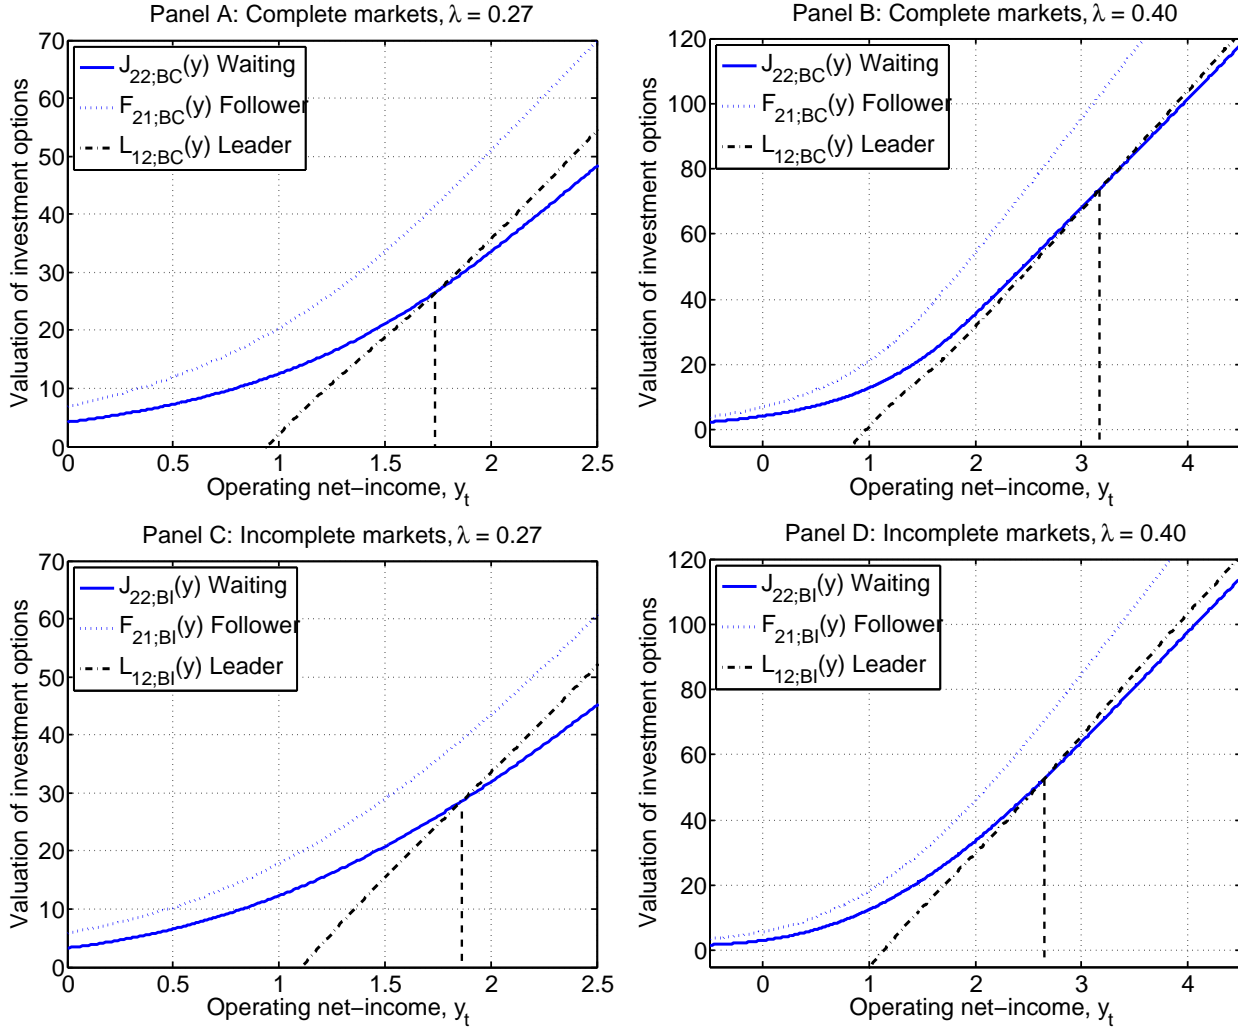 Panel A: Complete markets, λ = 0.27
70
60
50
40
30
20
10
0
Valuation of investment options
J22;BC(y) Waiting
F21;BC(y) Follower
L12;BC(y) Leader
0 0.5 1 1.5 2 2.5
Operating net−income, yt
Panel B: Complete markets, λ = 0.40
120
100
80
60
40
20
0
Valuation of investment options
J22;BC(y) Waiting
F21;BC(y) Follower
L12;BC(y) Leader
0 1 2 3 4
Operating net−income, yt
Panel C: Incomplete markets, λ = 0.27
70
60
50
40
30
20
10
0
Valuation of investment options
J22;BI(y) Waiting
F21;BI(y) Follower
L12;BI(y) Leader
0 0.5 1 1.5 2 2.5
Operating net−income, yt
Panel D: Incomplete markets, λ = 0.40
120
100
80
60
40
20
0
Valuation of investment options
J22;BI(y) Waiting
F21;BI(y) Follower
L12;BI(y) Leader
0 1 2 3 4
Operating net−income, yt